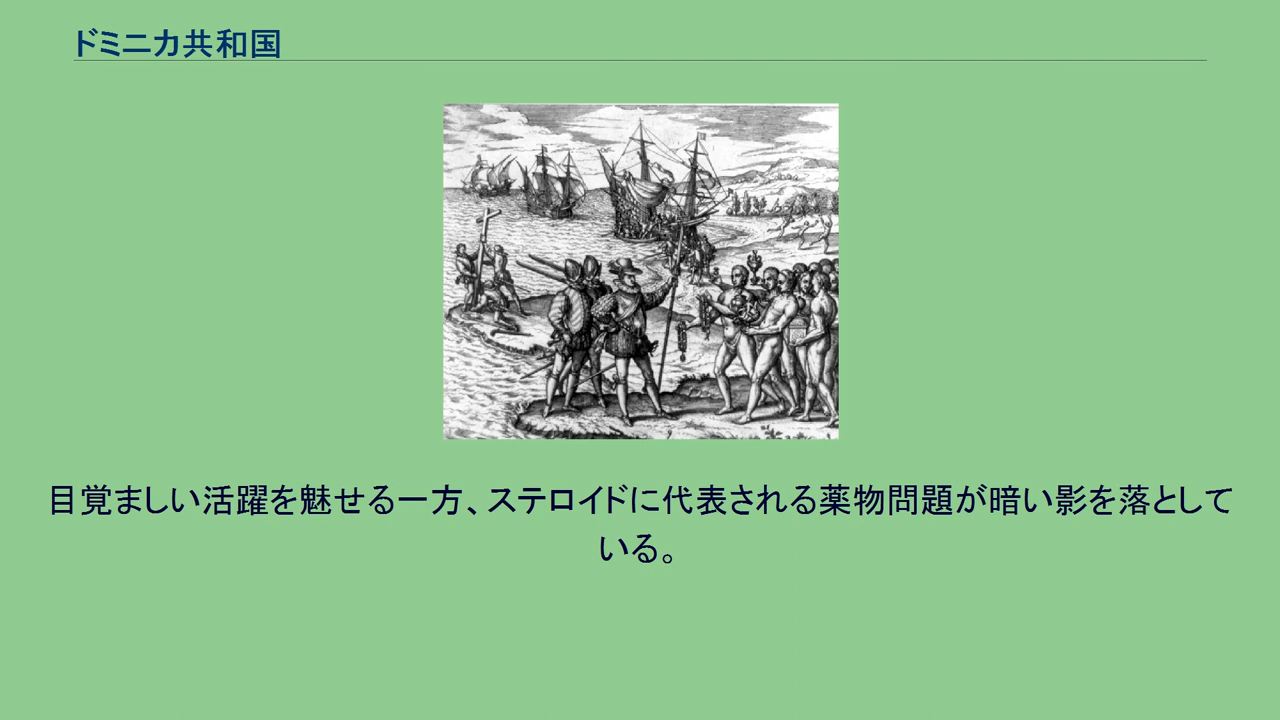 ドミニカ共和国
目覚ましい活躍を魅せる一方、ステロイドに代表される薬物問題が暗い影を落として
いる。